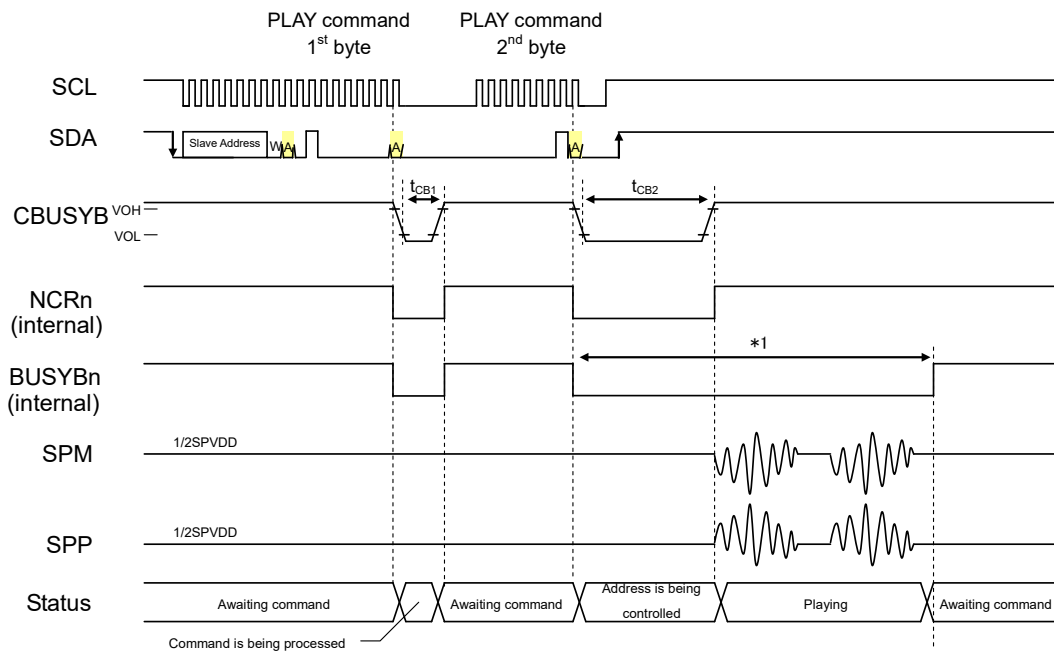 PLAY command
1st byte
PLAY command
2nd byte
SCL
SDA
Slave Address
W
A
A
A
CBUSYB
VOH
VOL
tCB1
tCB2
NCRn
(internal)
BUSYBn
(internal)
*1
SPM
1/2SPVDD
SPP
1/2SPVDD
Status
Awaiting command
Awaiting command
Address is being
controlled
Playing
Awaiting command
Command is being processed